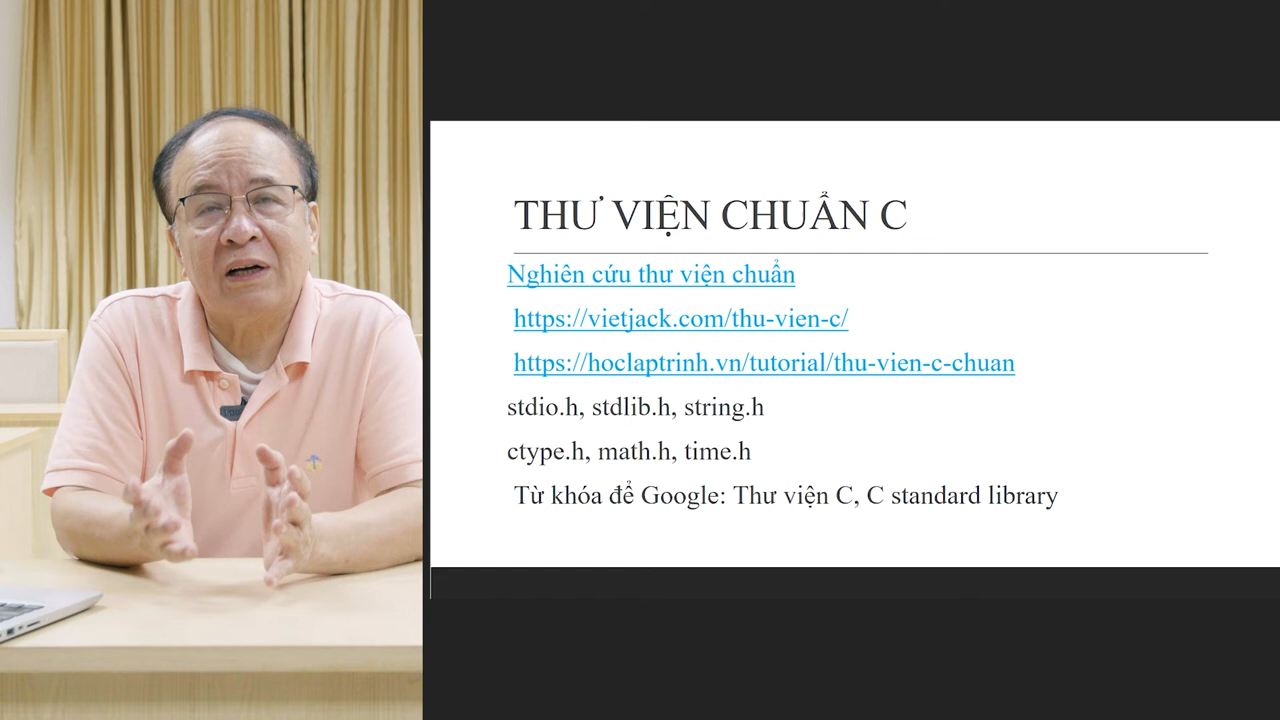 THƯ VIỆN CHUẨN C
Nghiên cứu thư viện chuẩn
https://vietjack.com/thu-vien-c/
https://hoclaptrinh.vn/tutorial/thu-vien-c-chuan
stdio.h, stdlib.h, string.h
ctype.h, math.h, time.h
Từ khóa để Google: Thư viện C, C standard library